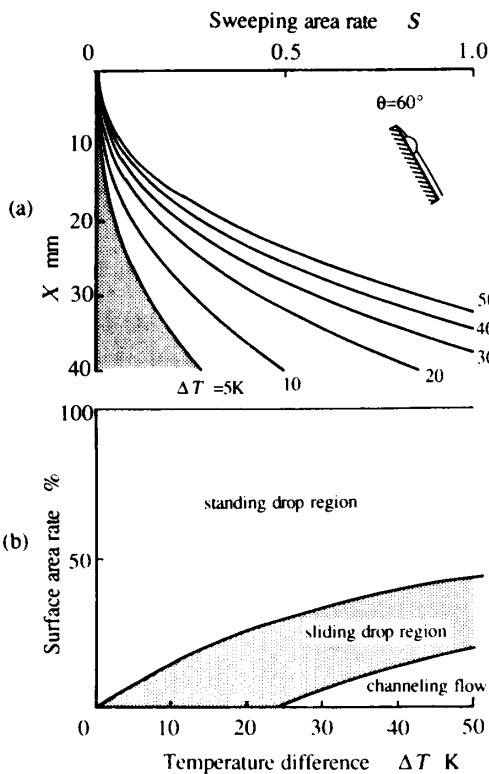 Sweeping area rate S
0 0.5 1.0
θ=60°
(a)
X mm
10
20
30
40
50
40
30
20
10
ΔT =5K
(b)
Surface area rate %
100
50
0
standing drop region
sliding drop region
channeling flow
10 20 30 40 50
Temperature difference ΔT K